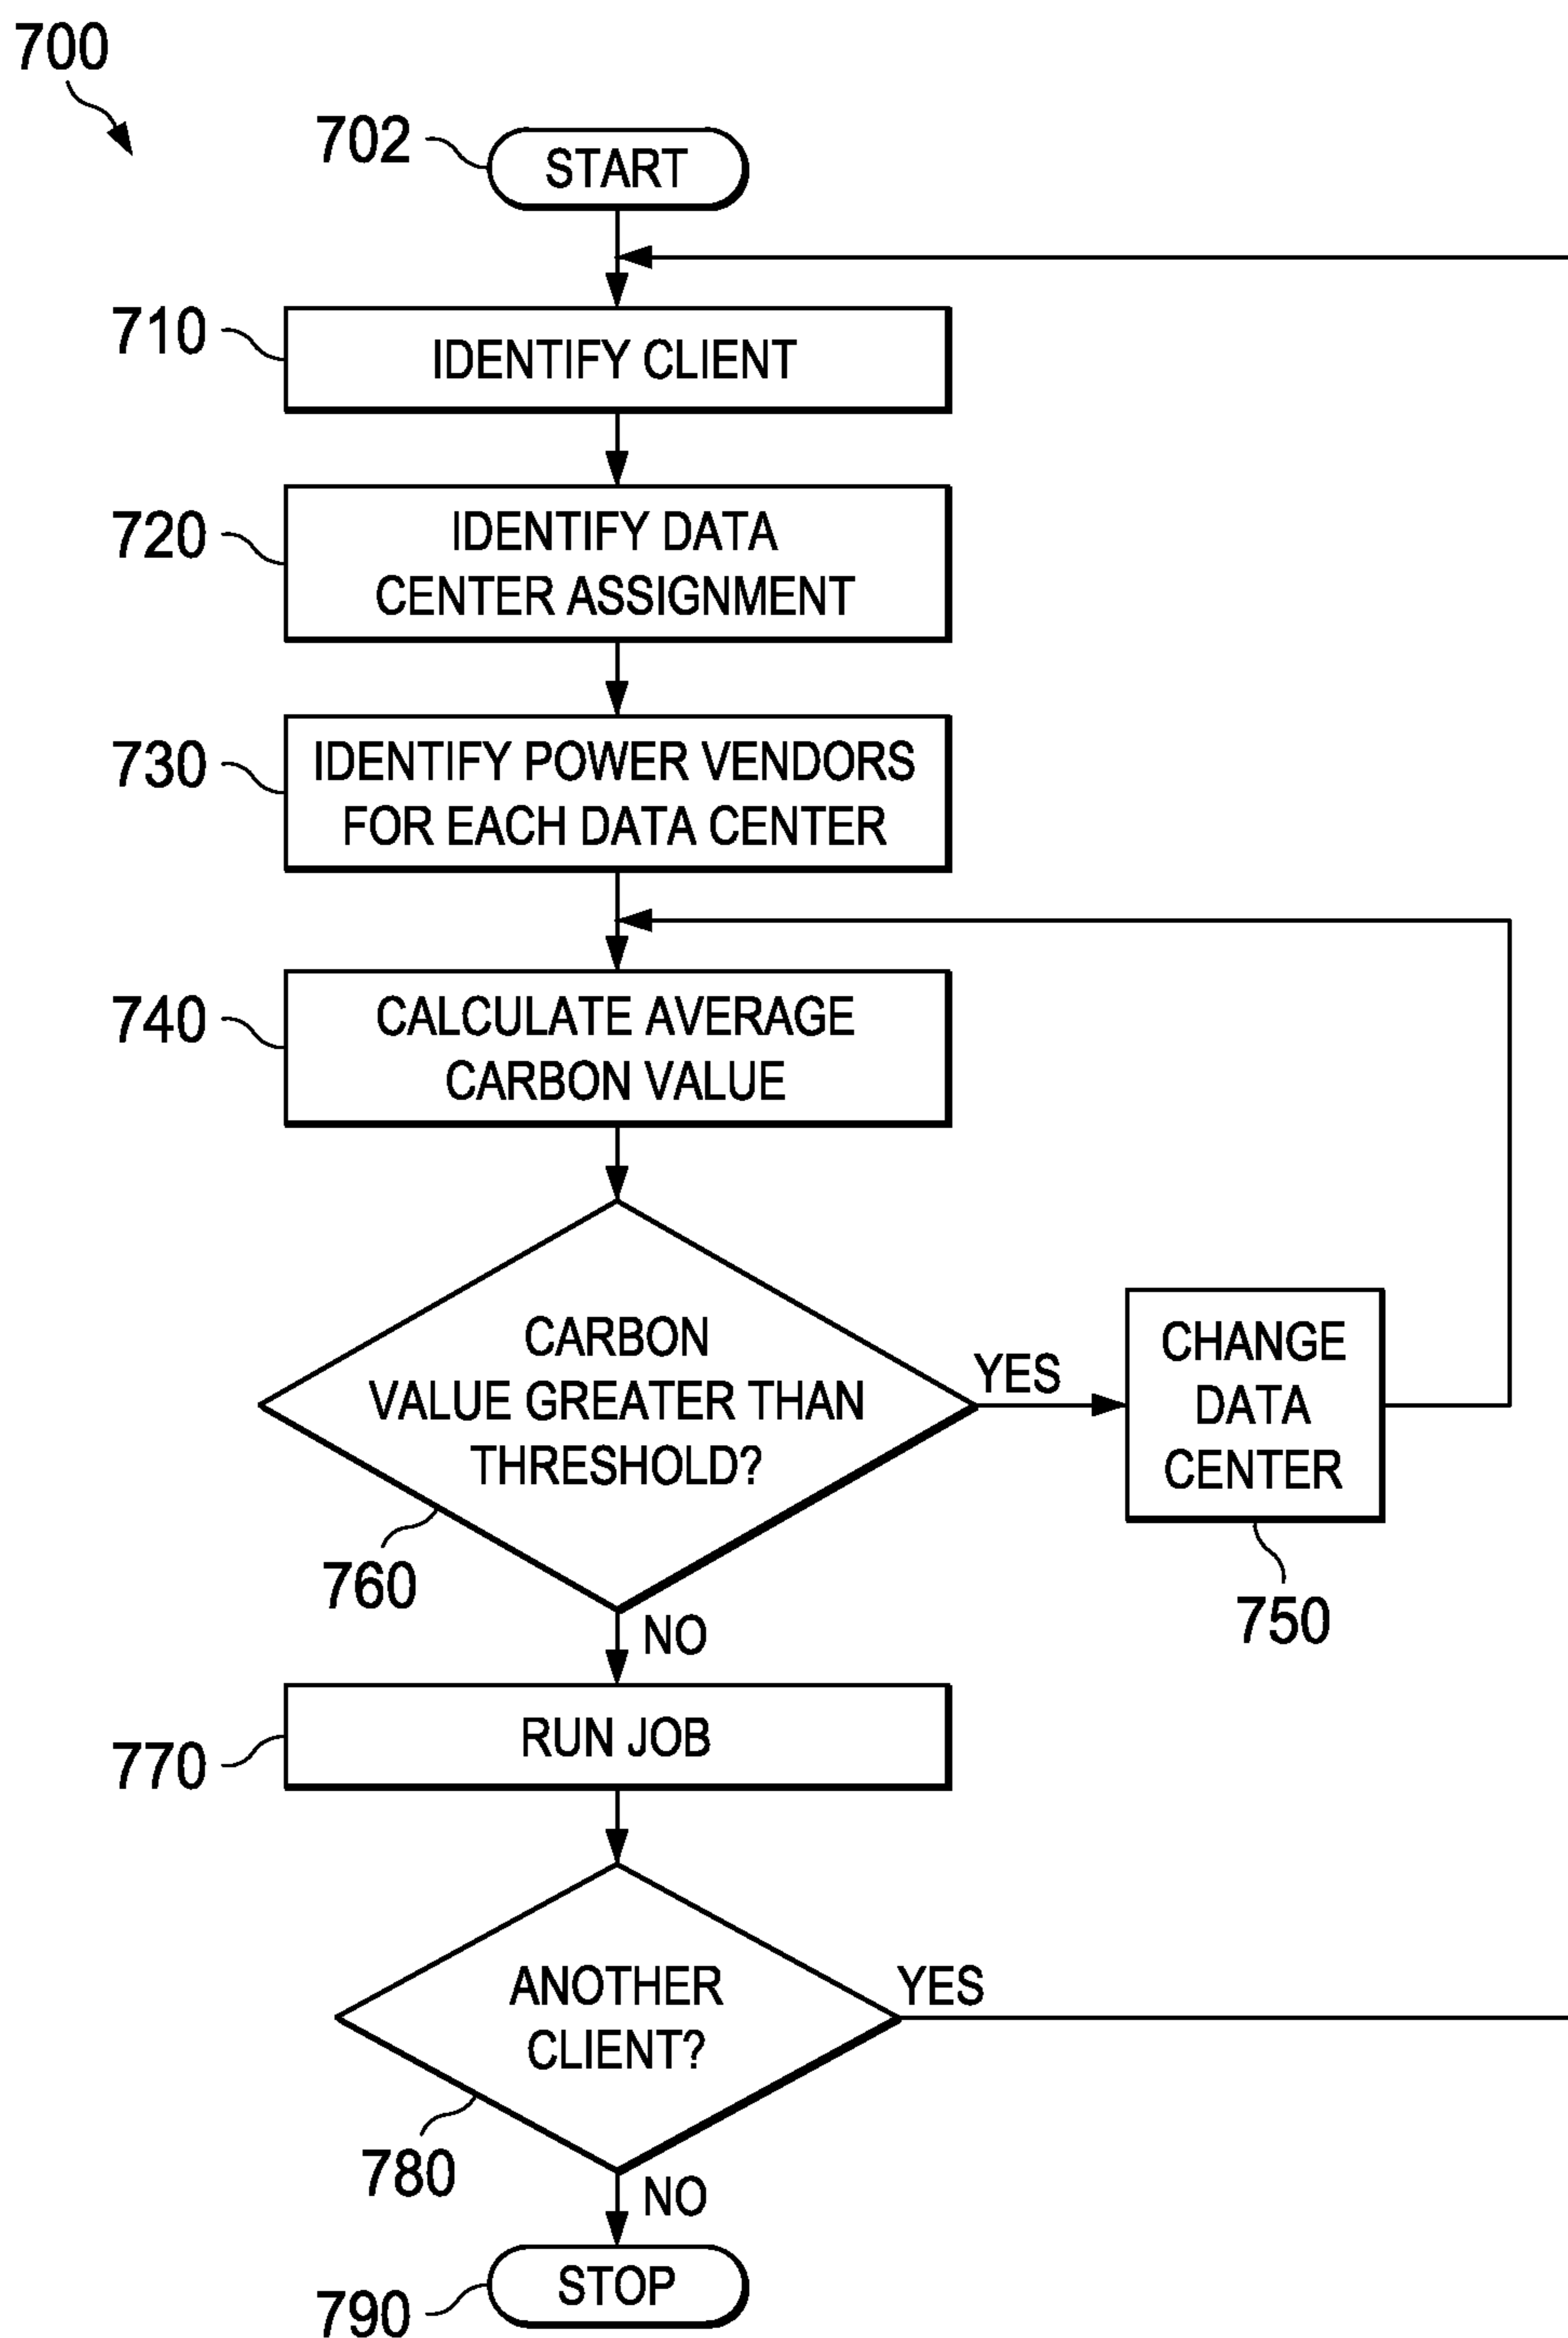 700
702
START
710
IDENTIFY CLIENT
720
IDENTIFY DATA
CENTER ASSIGNMENT
730
IDENTIFY POWER VENDORS
FOR EACH DATA CENTER
740
CALCULATE AVERAGE
CARBON VALUE
CARBON
VALUE GREATER THAN
THRESHOLD?
760
YES
CHANGE
DATA
CENTER
750
NO
770
RUN JOB
ANOTHER
CLIENT?
780
YES
NO
790
STOP